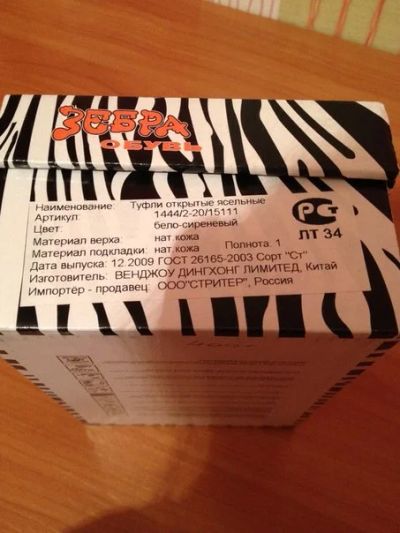 ЗЕБРА
ОБУВЬ
Наименование: Туфли открытые ясельные
Артикул: 1444/2-20/15111
Цвет: бело-сиреневый
Материал верха: нат.кожа Полнота. 1
Материал подкладки: нат.кожа
Дата выпуска: 12.2009 ГОСТ 26165-2003 Сорт "Ст"
Изготовитель: ВЕНДЖОУ ДИНГХОНГ ЛИМИТЕД, Китай
Импортёр - продавец: ООО"СТРИТЕР", Россия
РСТ
ЛТ 34